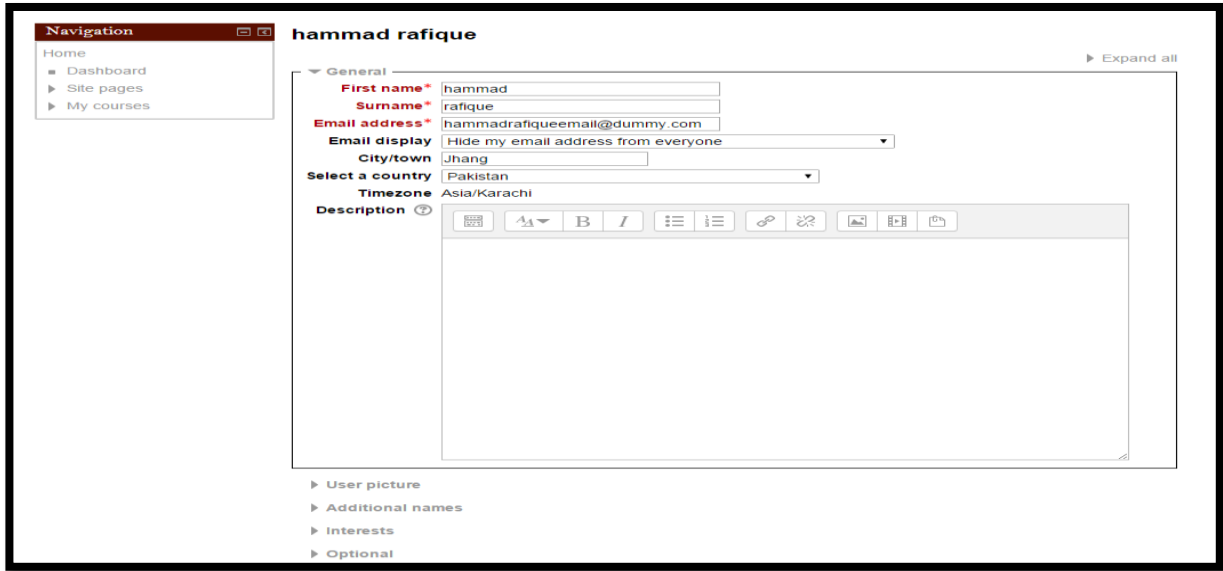 Navigation
Home
Dashboard
Site pages
My courses
hammad rafique
Expand all
General
First name* hammad
Surname* rafique
Email address* hammadrafiqueemail@dummy.com
Email display Hide my email address from everyone
City/town Jhang
Select a country Pakistan
Timezone Asia/Karachi
Description
B I
User picture
Additional names
Interests
Optional